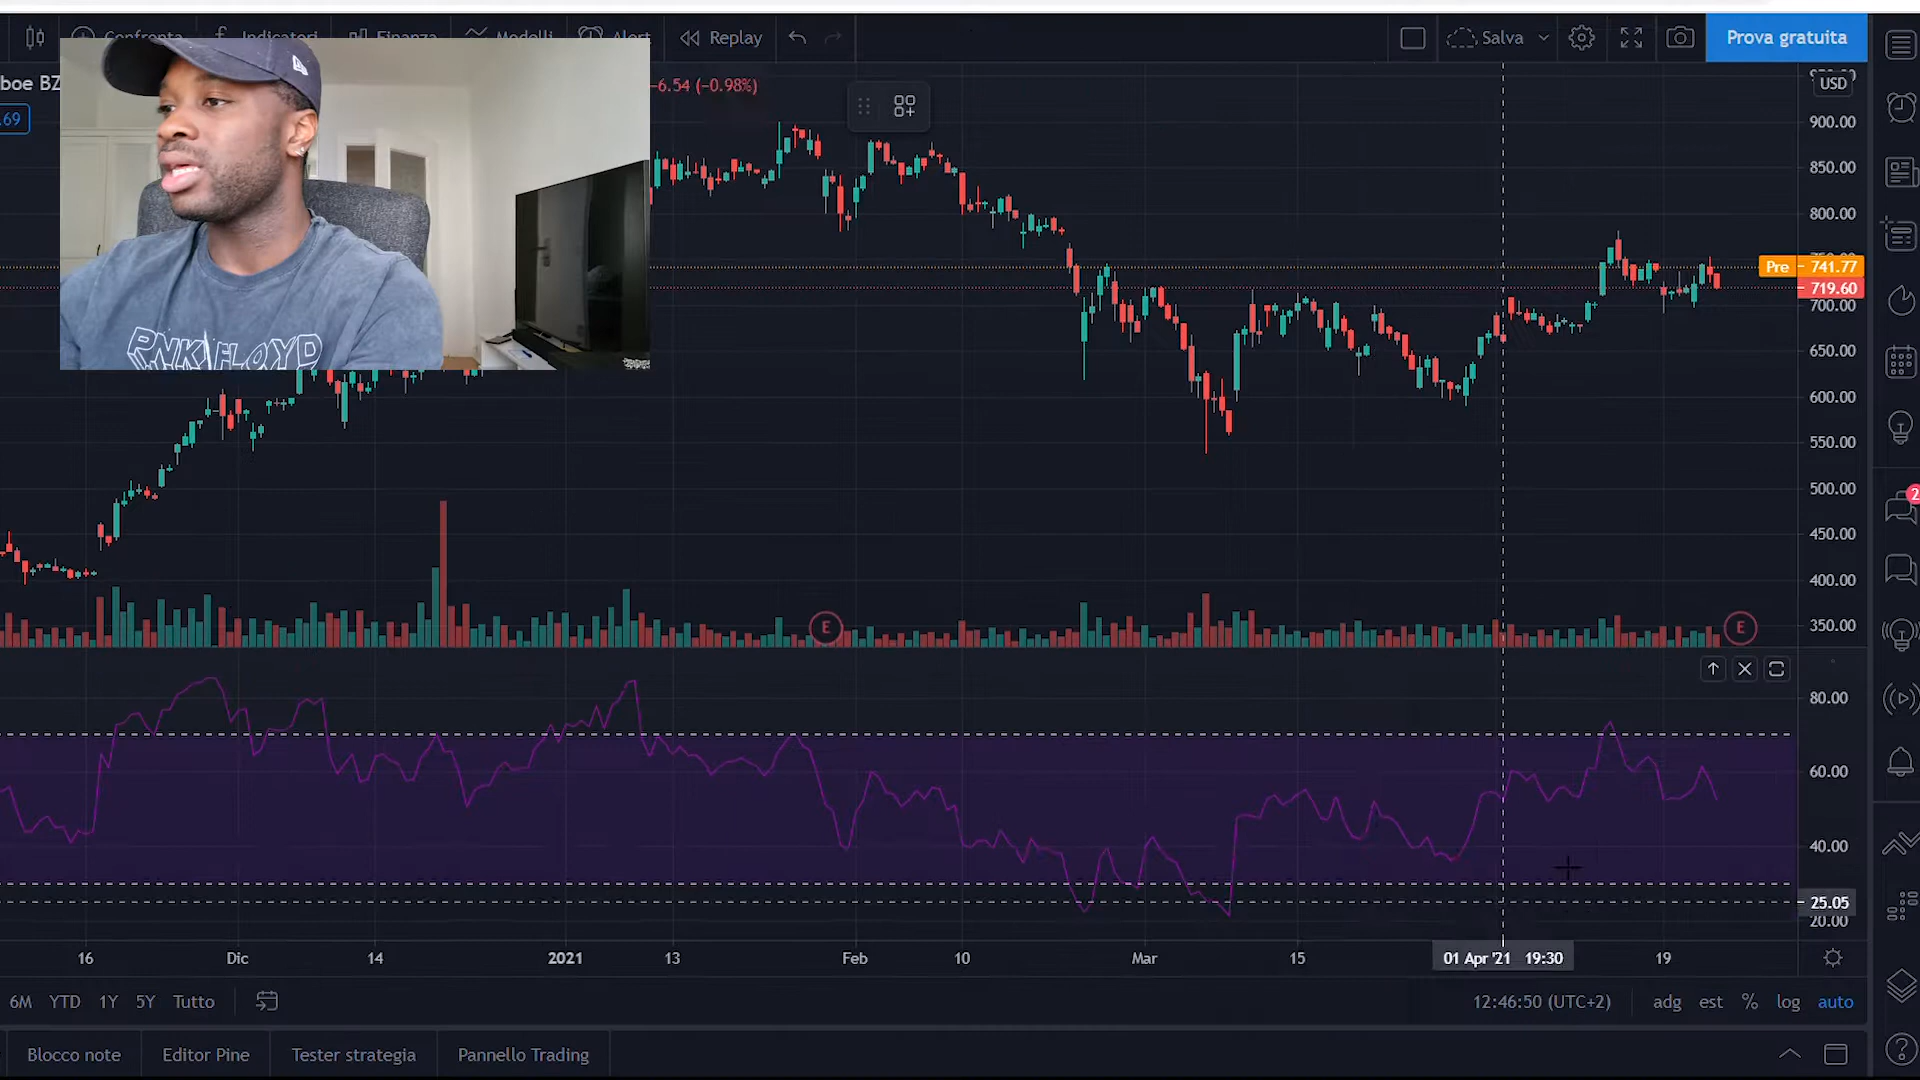 Replay
Salva
Prova gratuita
boe BZ
−6.54 (−0.98%)
.69
USD
900.00
850.00
800.00
Pre
741.77
719.60
700.00
650.00
600.00
550.00
500.00
450.00
400.00
350.00
E
E
2
80.00
60.00
40.00
25.05
20.00
16
Dic
14
2021
13
Feb
10
Mar
15
01 Apr '21 19:30
19
6M
YTD
1Y
5Y
Tutto
12:46:50 (UTC+2)
adg
est
%
log
auto
Blocco note
Editor Pine
Tester strategia
Pannello Trading
PINK FLOYD